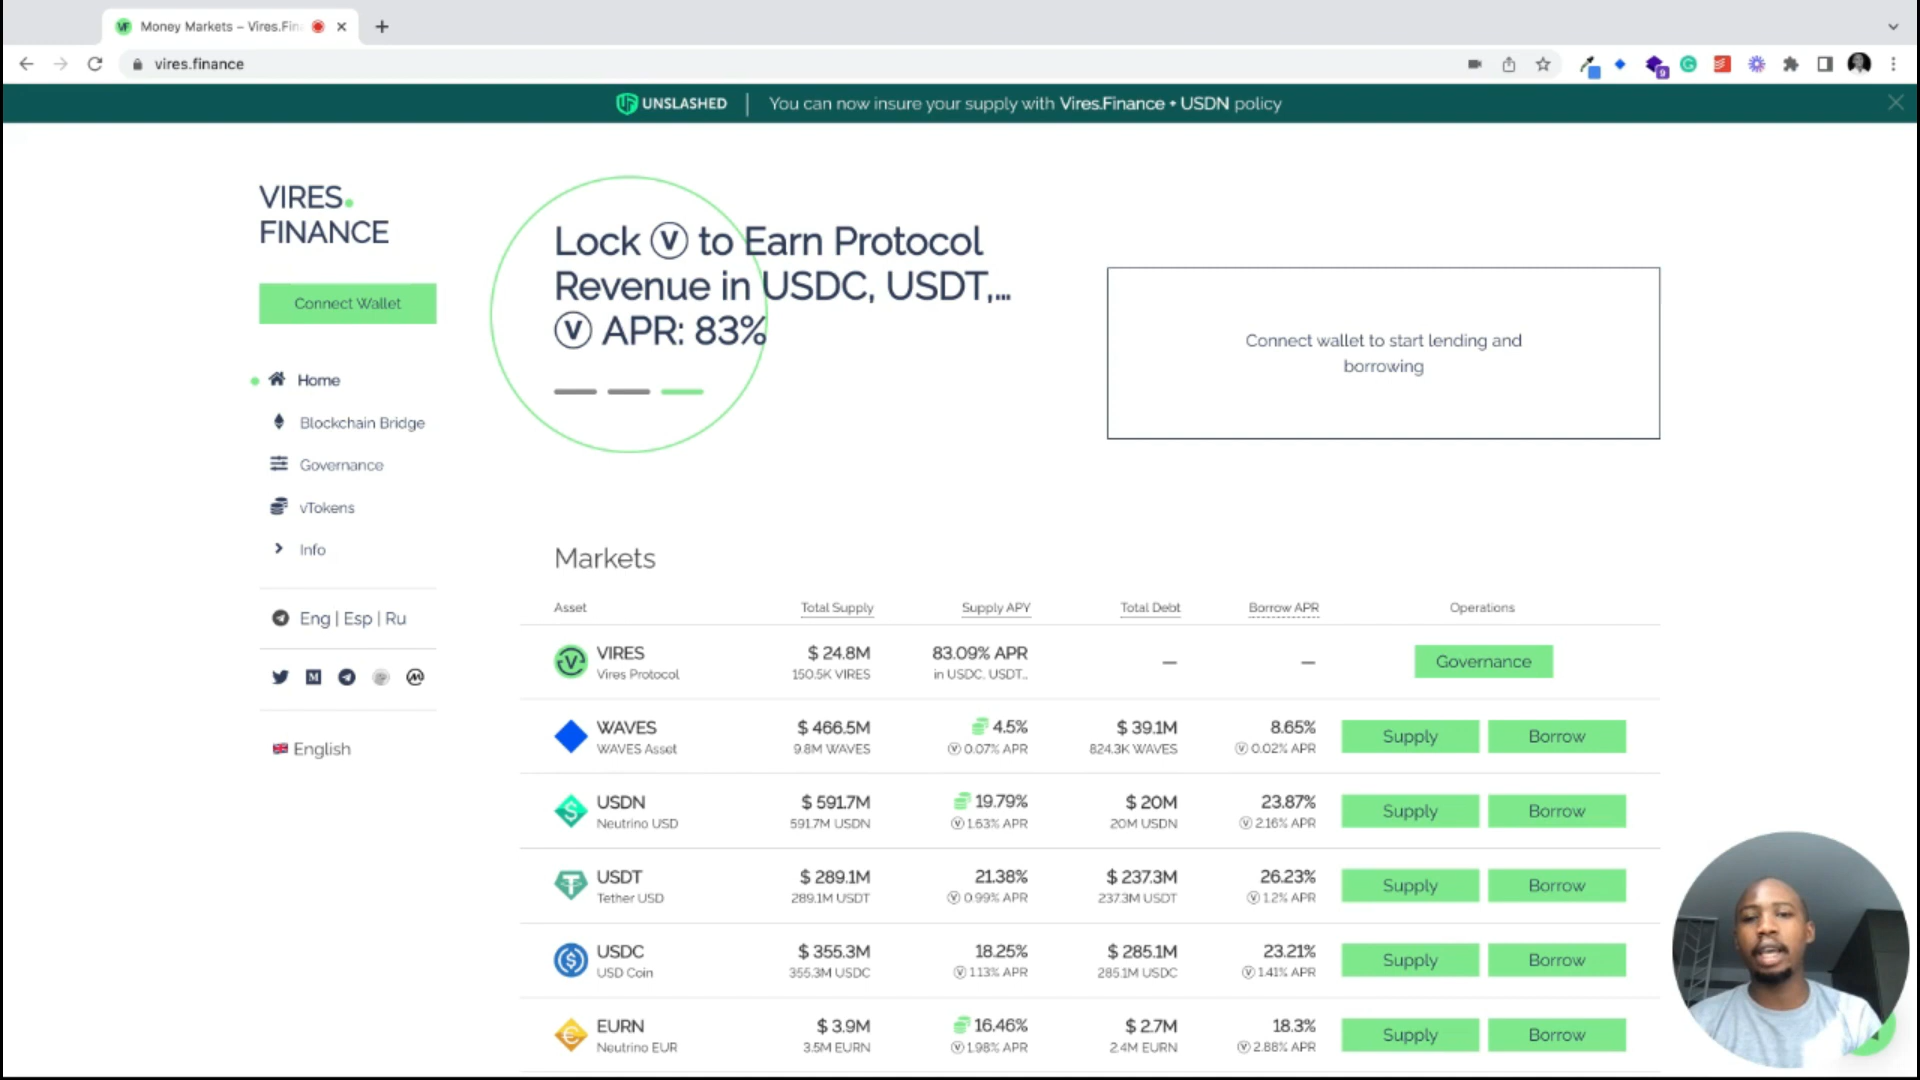 Money Markets – Vires.Fin
vires.finance
UNSLASHED
You can now insure your supply with Vires.Finance + USDN policy
VIRES.
FINANCE
Connect Wallet
Home
Blockchain Bridge
Governance
vTokens
Info
Eng | Esp | Ru
English
Lock V to Earn Protocol
Revenue in USDC, USDT,...
V APR: 83%
Connect wallet to start lending and
borrowing
Markets
Asset Total Supply Supply APY Total Debt Borrow APR Operations
VIRES $ 24.8M 83.09% APR — — Governance
Vires Protocol 150.5K VIRES in USDC, USDT...
WAVES $ 466.5M 4.5% $ 39.1M 8.65% Supply Borrow
WAVES Asset 9.8M WAVES V 0.07% APR 824.3K WAVES V 0.02% APR
USDN $ 591.7M 19.79% $ 20M 23.87% Supply Borrow
Neutrino USD 591.7M USDN V 1.63% APR 20M USDN V 2.16% APR
USDT $ 289.1M 21.38% $ 237.3M 26.23% Supply Borrow
Tether USD 289.1M USDT V 0.99% APR 237.3M USDT V 1.2% APR
USDC $ 355.3M 18.25% $ 285.1M 23.21% Supply Borrow
USD Coin 355.3M USDC V 1.13% APR 285.1M USDC V 1.41% APR
EURN $ 3.9M 16.46% $ 2.7M 18.3% Supply Borrow
Neutrino EUR 3.5M EURN V 1.98% APR 2.4M EURN V 2.88% APR